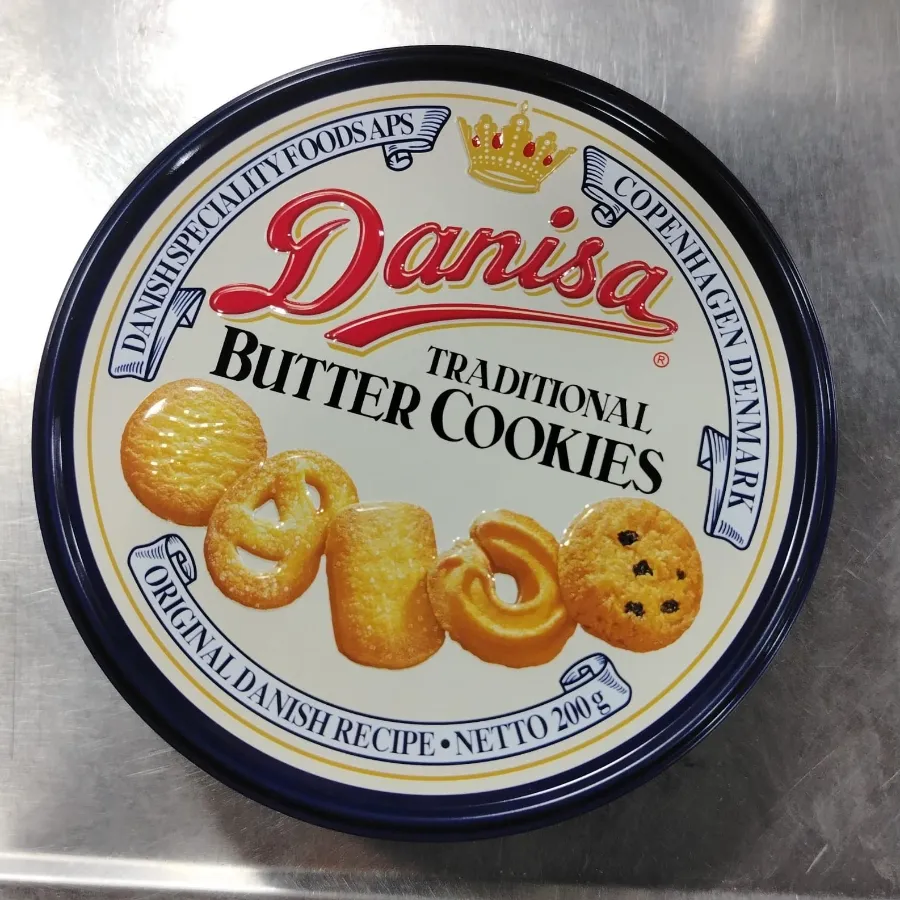 DANISH SPECIALITY FOODS APS
COPENHAGEN DENMARK
Danisa
®
TRADITIONAL
BUTTER COOKIES
ORIGINAL DANISH RECIPE • NETTO 200g